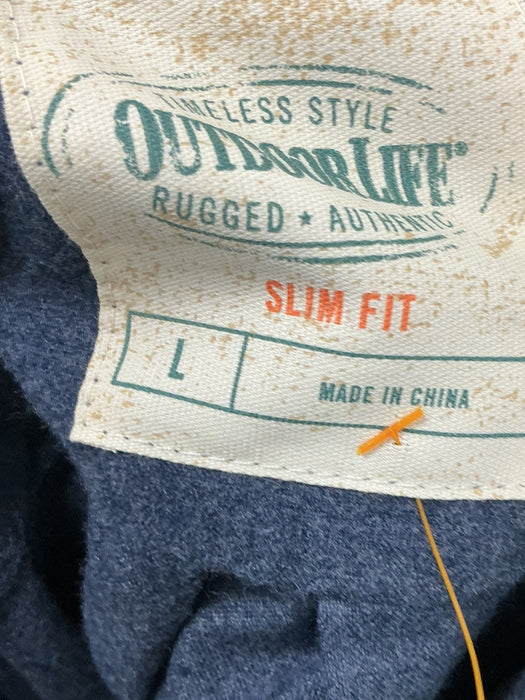 TIMELESS STYLE
OUTDOOR LIFE®
RUGGED ★ AUTHENTIC
SLIM FIT
L
MADE IN CHINA